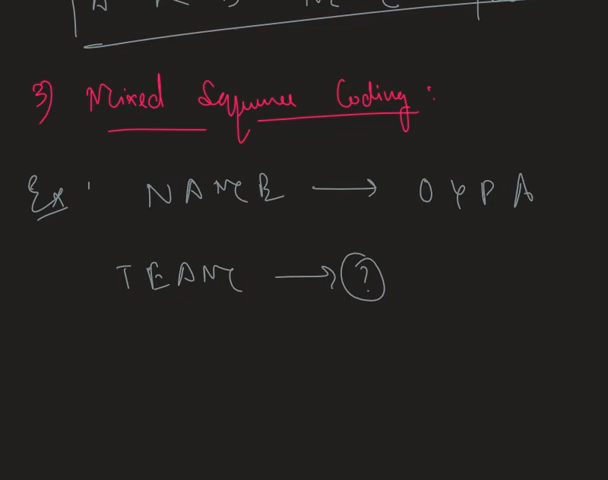 3) Mixed Sequence Coding :
Ex : NAME → OYPA
TEAM → ?